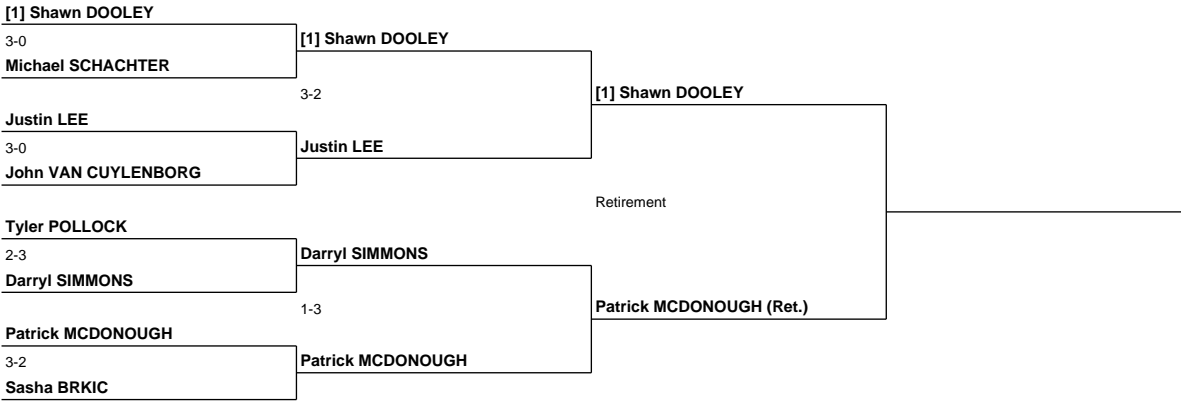 [1] Shawn DOOLEY
3-0
Michael SCHACHTER
Justin LEE
3-0
John VAN CUYLENBORG
Tyler POLLOCK
2-3
Darryl SIMMONS
Patrick MCDONOUGH
3-2
Sasha BRKIC
[1] Shawn DOOLEY
3-2
Justin LEE
Darryl SIMMONS
1-3
Patrick MCDONOUGH
[1] Shawn DOOLEY
Retirement
Patrick MCDONOUGH (Ret.)